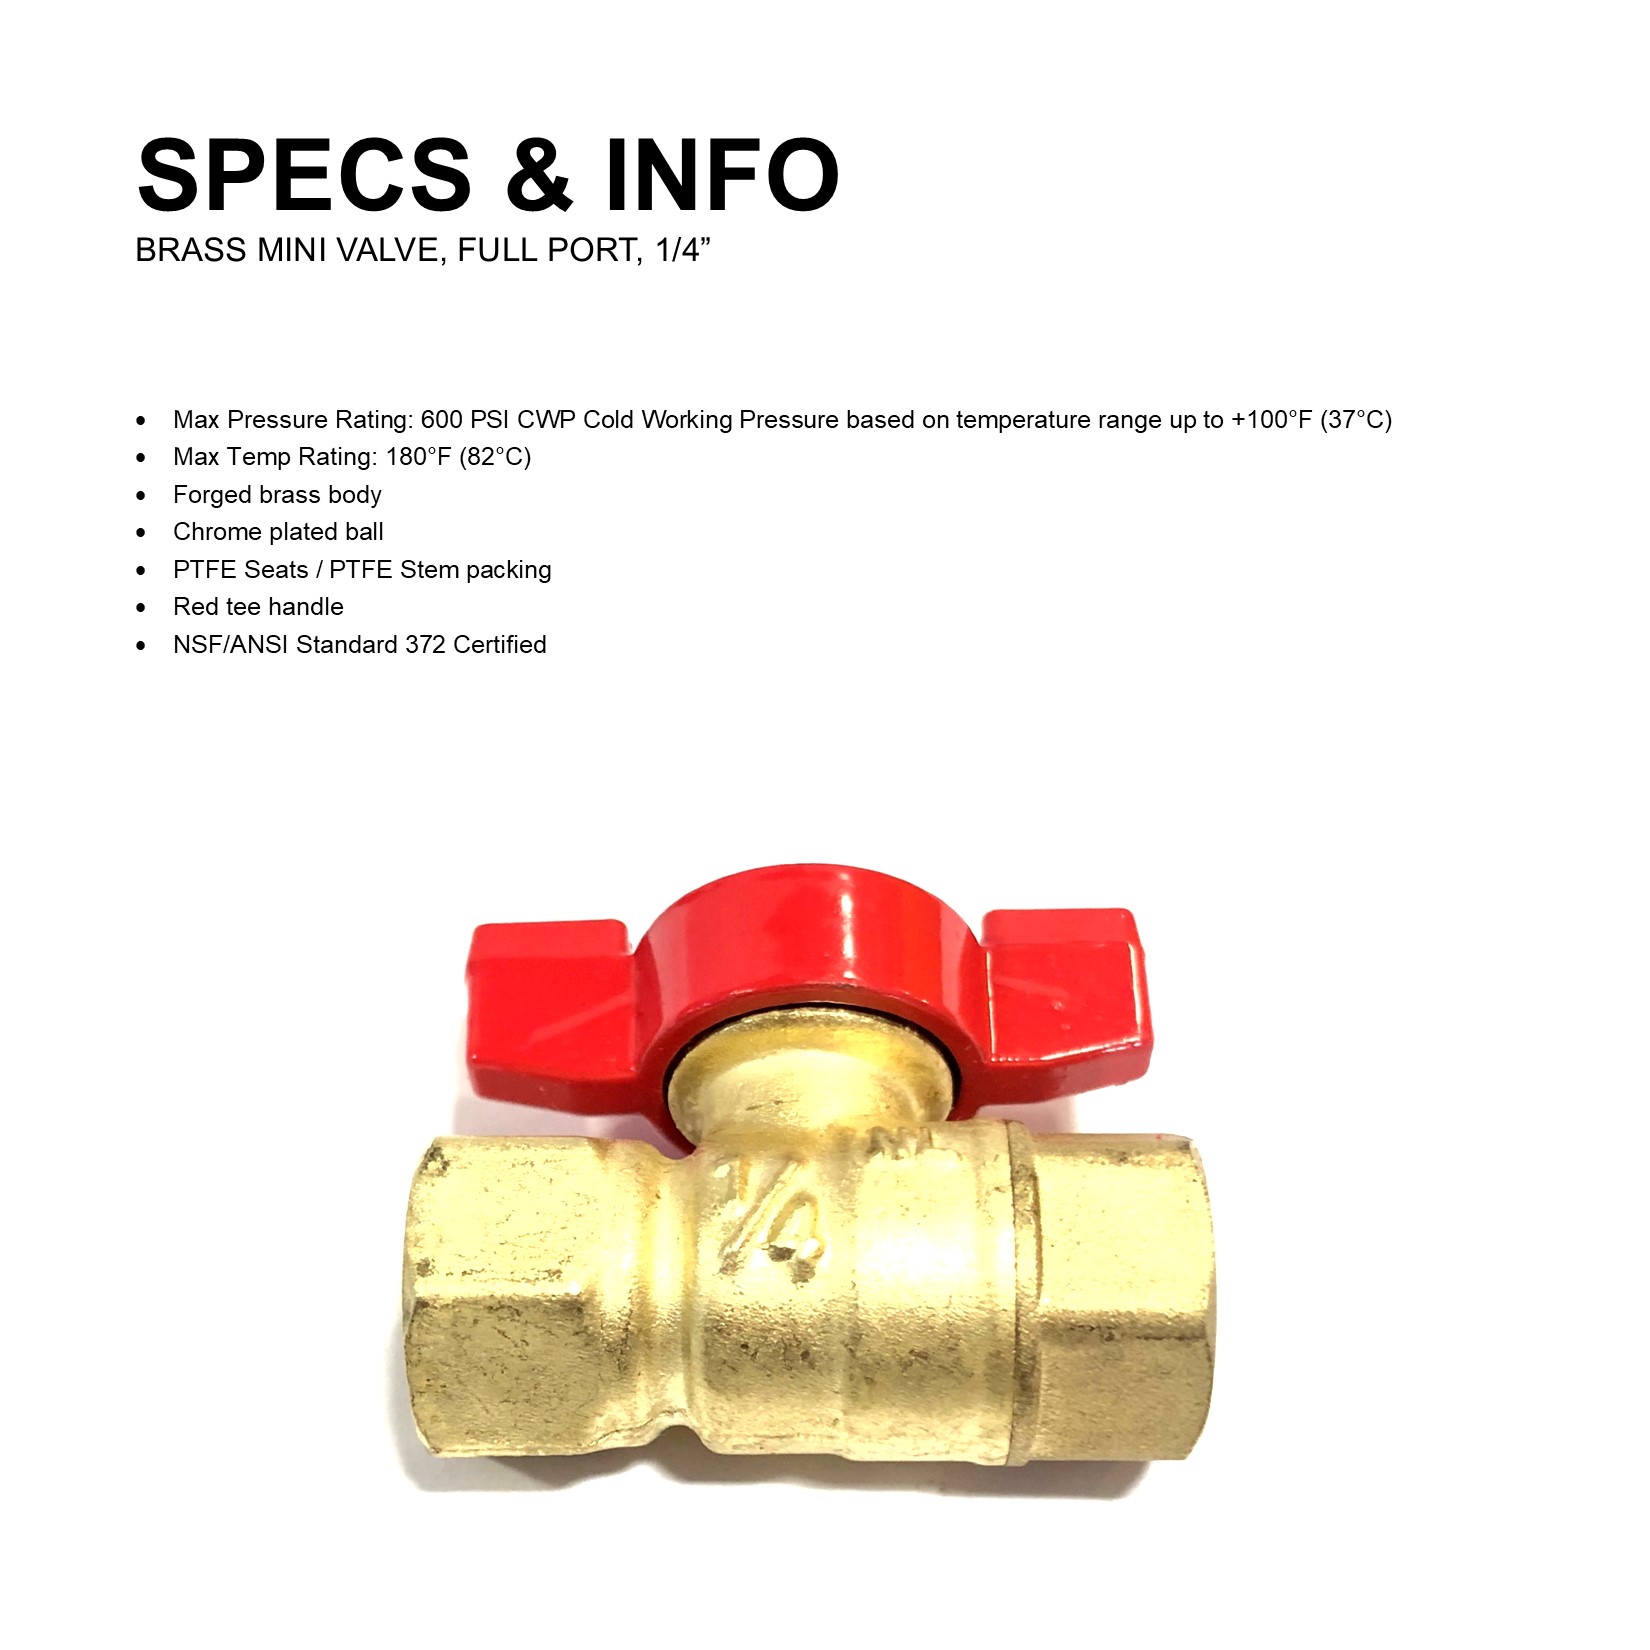 SPECS & INFO
BRASS MINI VALVE, FULL PORT, 1/4”
• Max Pressure Rating: 600 PSI CWP Cold Working Pressure based on temperature range up to +100°F (37°C)
• Max Temp Rating: 180°F (82°C)
• Forged brass body
• Chrome plated ball
• PTFE Seats / PTFE Stem packing
• Red tee handle
• NSF/ANSI Standard 372 Certified
1/4